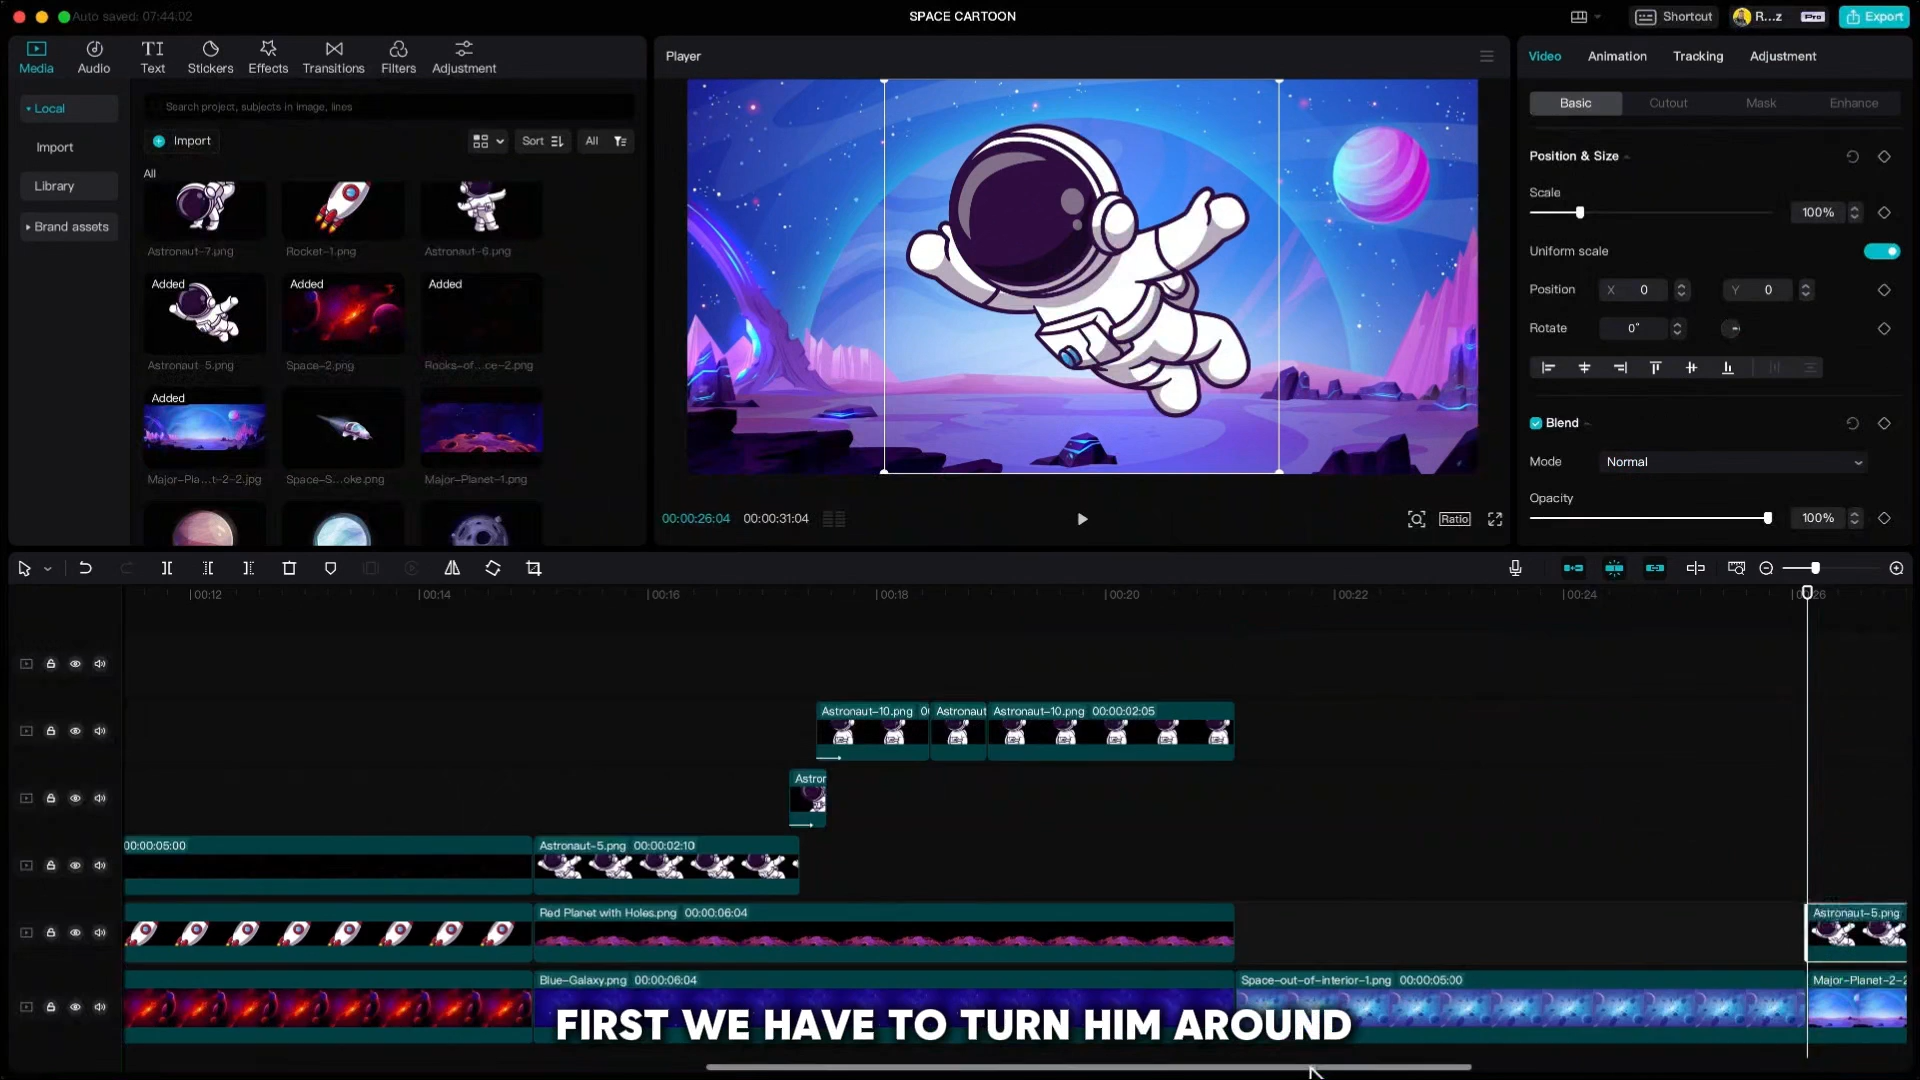 Auto saved: 07:44:02
SPACE CARTOON
Shortcut
R...z
Pro
Export
Media
Audio
TI
Text
Stickers
Effects
Transitions
Filters
Adjustment
Local
Import
Library
Brand assets
Search project, subjects in image, lines
Import
Sort
All
All
Astronaut-7.png
Rocket-1.png
Astronaut-6.png
Added
Added
Added
Astronaut-5.png
Space-2.png
Rocks-of...ce-2.png
Added
Major-Pla...t-2-2.jpg
Space-S...oke.png
Major-Planet-1.png
Player
00:00:26:04
00:00:31:04
Ratio
Video
Animation
Tracking
Adjustment
Basic
Cutout
Mask
Enhance
Position & Size
Scale
100%
Uniform scale
Position
X 0
Y 0
Rotate
0°
Blend
Mode
Normal
Opacity
100%
00:12
00:14
00:16
00:18
00:20
00:22
00:24
00:26
Astronaut-10.png 0(
Astronaut
Astronaut-10.png 00:00:02:05
Astror
00:00:05:00
Astronaut-5.png 00:00:02:10
Red Planet with Holes.png 00:00:06:04
Astronaut-5.png
Blue-Galaxy.png 00:00:06:04
Space-out-of-interior-1.png 00:00:05:00
Major-Planet-2-2
FIRST WE HAVE TO TURN HIM AROUND